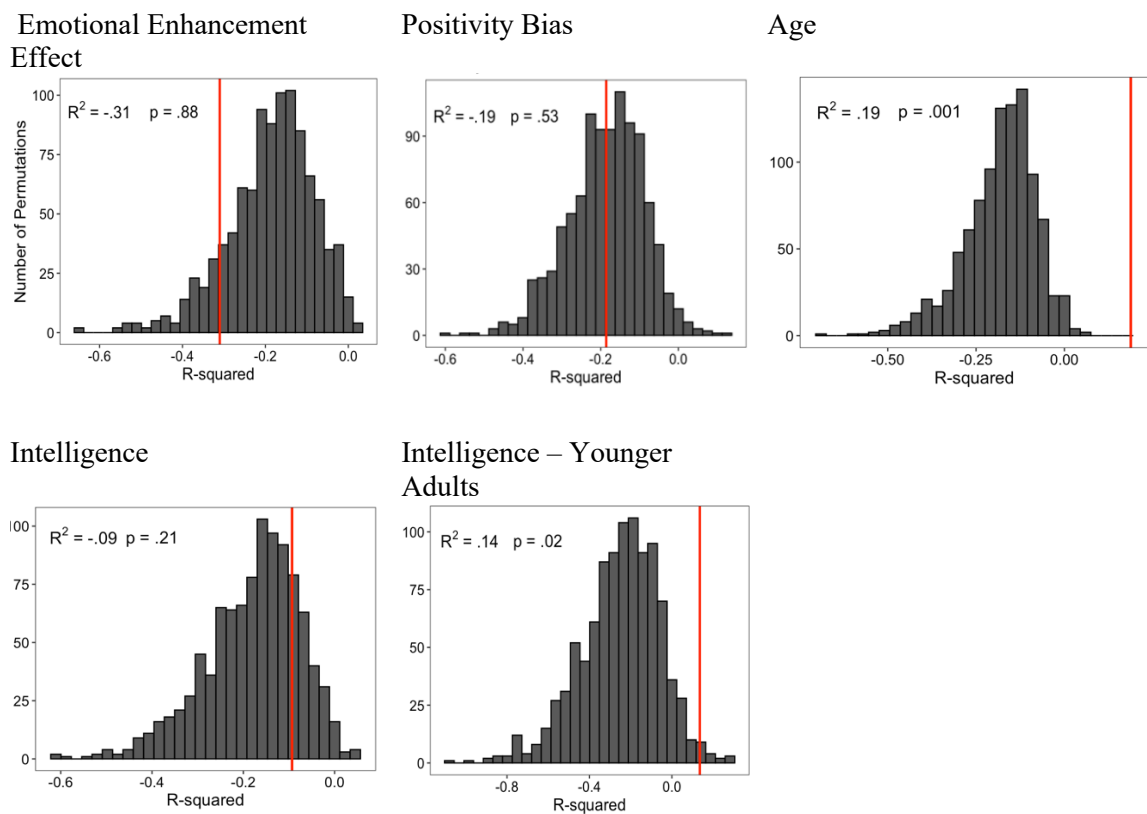 Emotional Enhancement
Effect
Positivity Bias
Age
R² = -.31 p = .88
100
75
50
25
0
Number of Permutations
-0.6 -0.4 -0.2 0.0
R-squared
R² = -.19 p = .53
90
60
30
0
-0.6 -0.4 -0.2 0.0
R-squared
R² = .19 p = .001
100
50
0
-0.50 -0.25 0.00
R-squared
Intelligence
Intelligence – Younger
Adults
R² = -.09 p = .21
100
75
50
25
0
-0.6 -0.4 -0.2 0.0
R-squared
R² = .14 p = .02
100
75
50
25
0
-0.8 -0.4 0.0
R-squared